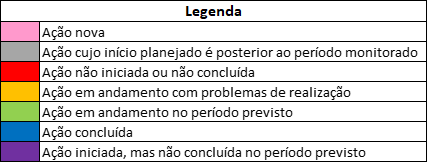 Legenda
Ação nova
Ação cujo início planejado é posterior ao período monitorado
Ação não iniciada ou não concluída
Ação em andamento com problemas de realização
Ação em andamento no período previsto
Ação concluída
Ação iniciada, mas não concluída no período previsto